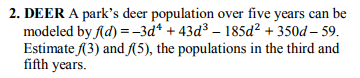 2. DEER A park's deer population over five years can be
modeled by f(d) = –3d⁴ + 43d³ – 185d² + 350d – 59.
Estimate f(3) and f(5), the populations in the third and
fifth years.